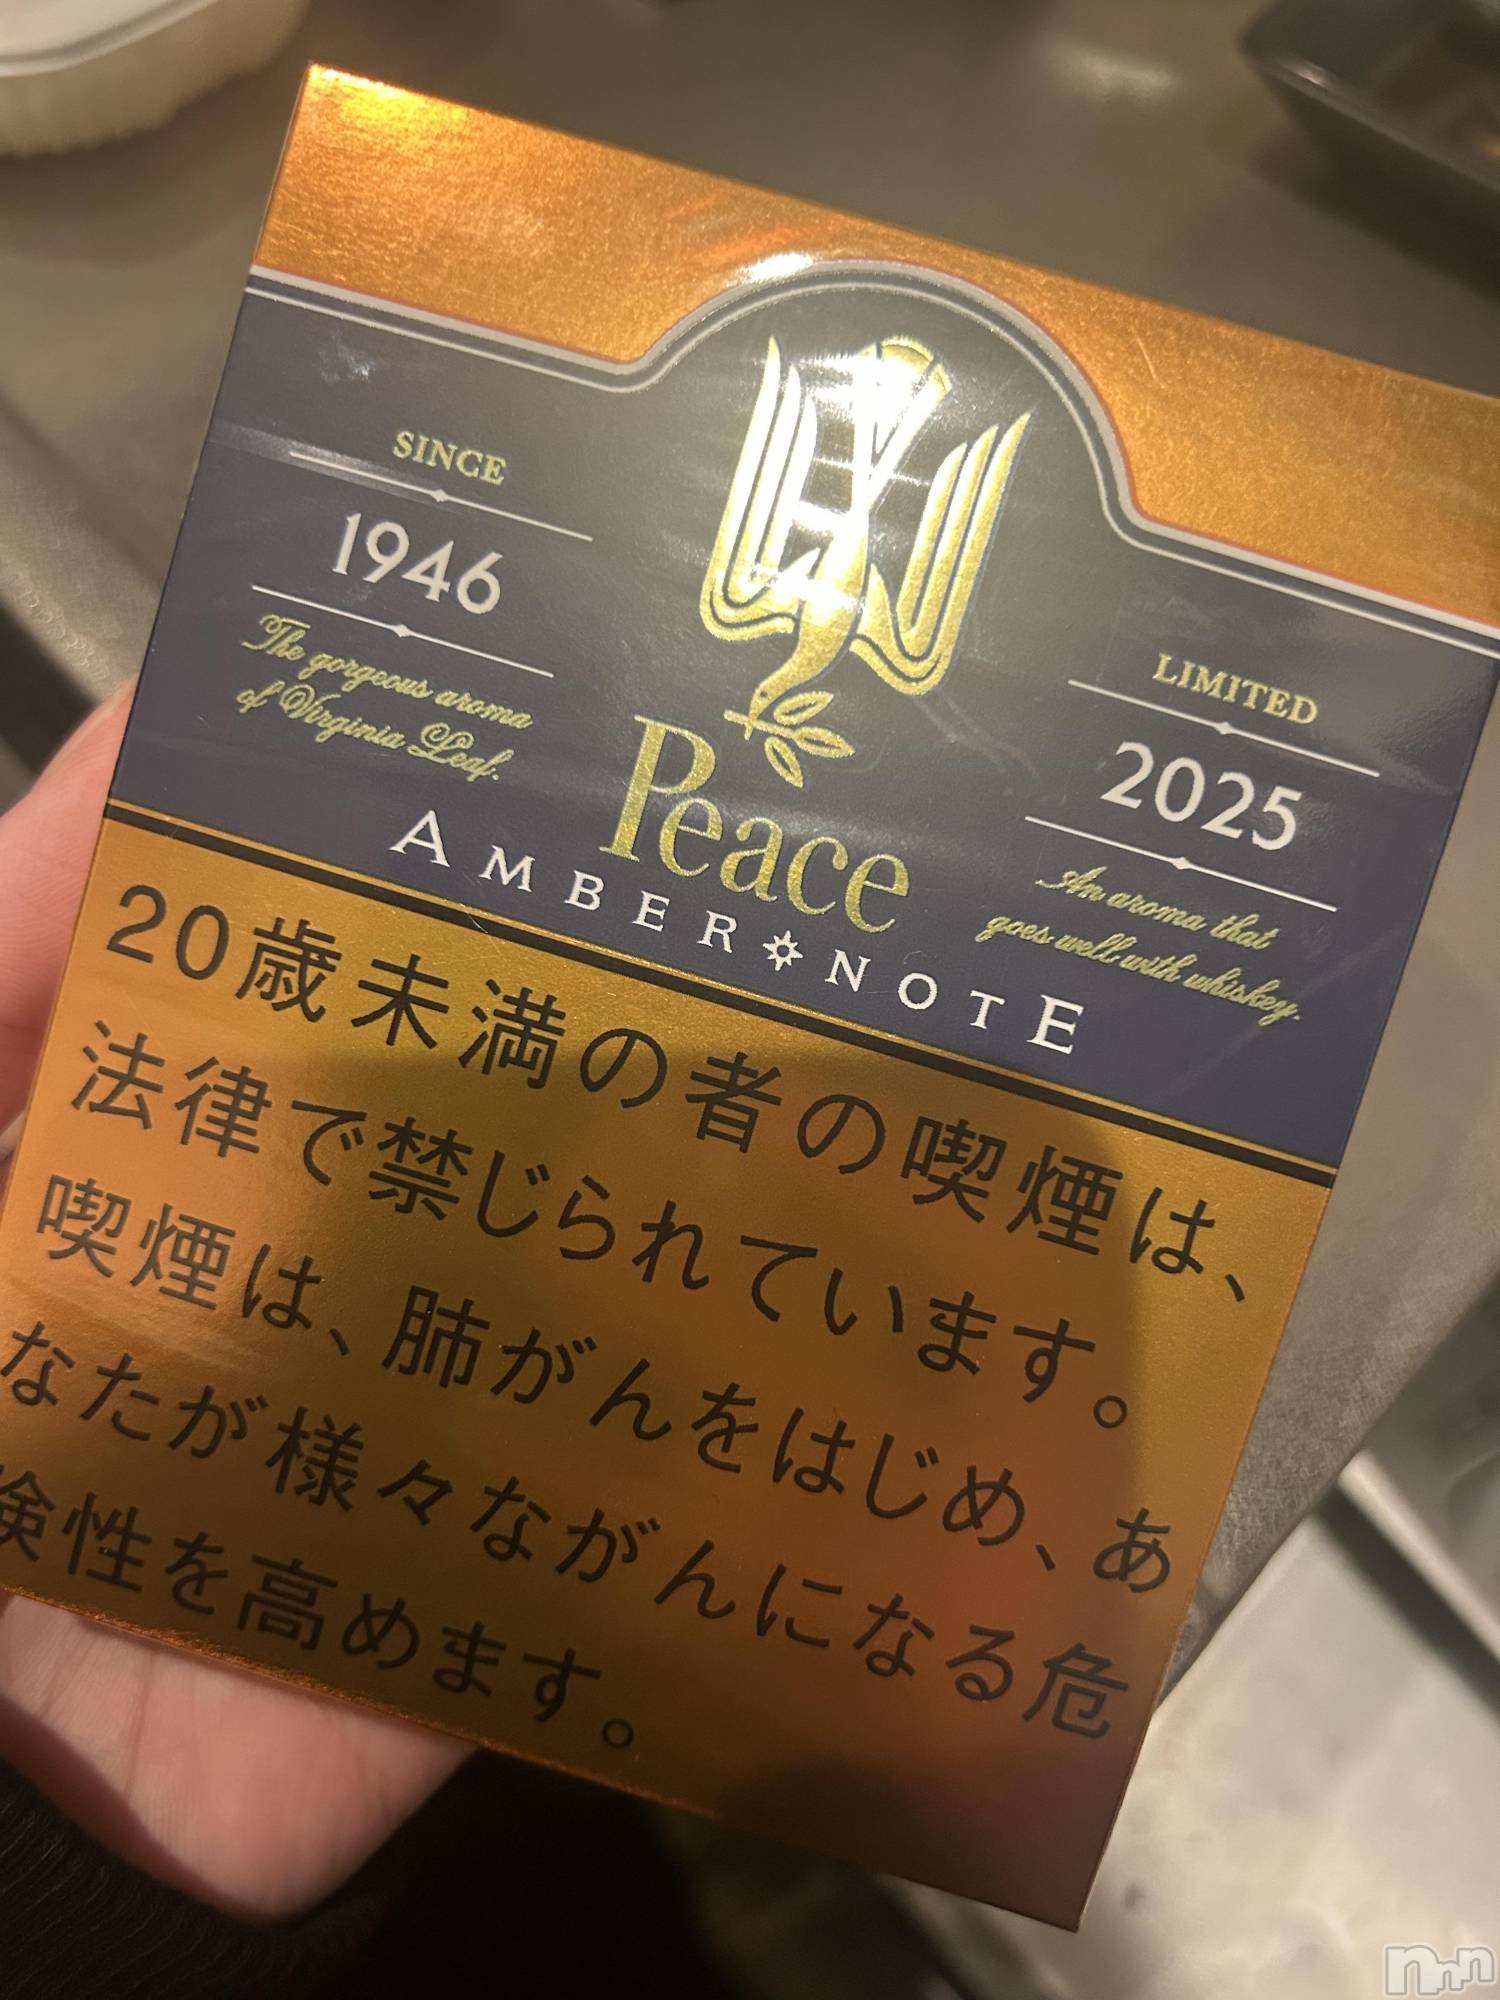 SINCE
1946
The gorgeous aroma
of Virginia Leaf.
LIMITED
2025
An aroma that
goes well with whiskey.
Peace
AMBER NOTE
20歳未満の者の喫煙は、
法律で禁じられています。
喫煙は、肺がんをはじめ、あ
なたが様々ながんになる危
険性を高めます。
nnn